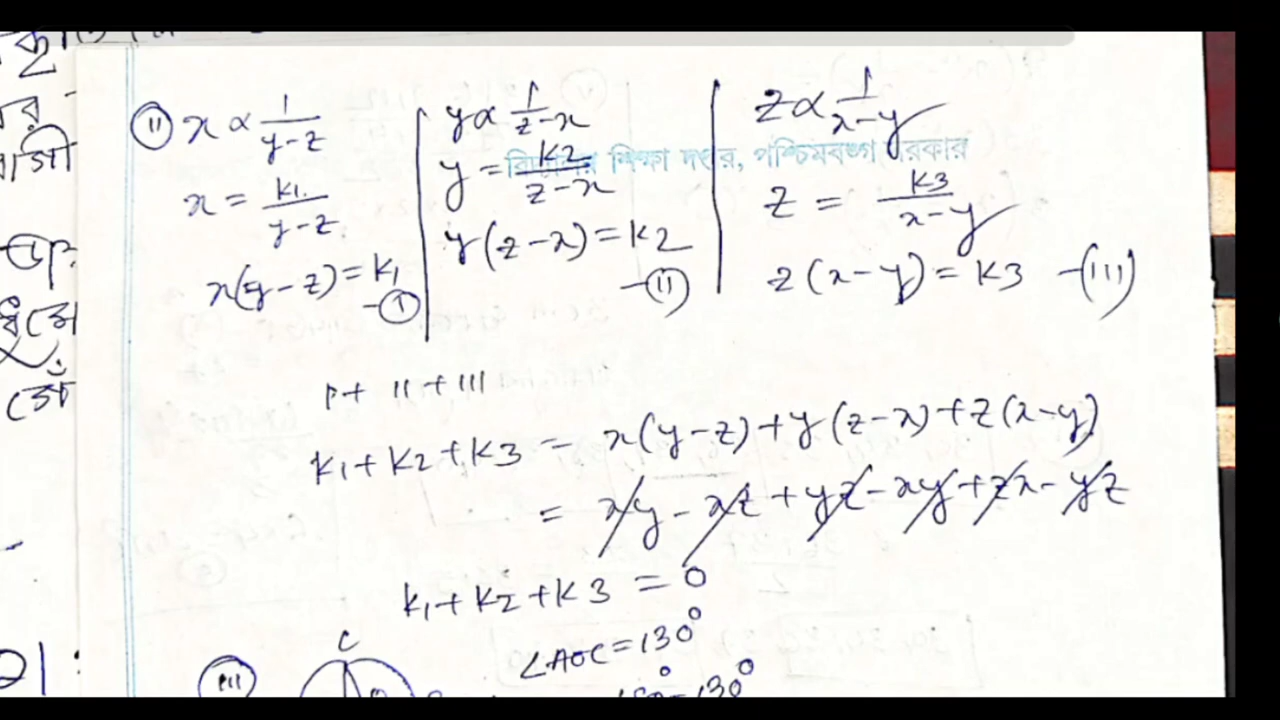 (ii) x ∝ 1/(y-z)
x = k1/(y-z)
x(y-z) = k1
-(i)
y ∝ 1/(z-x)
y = k2/(z-x)
y(z-x) = k2
-(ii)
z ∝ 1/(x-y)
শিক্ষা দপ্তর, পশ্চিমবঙ্গ সরকার
z = k3/(x-y)
z(x-y) = k3 -(iii)
i + ii + iii
k1 + k2 + k3 = x(y-z) + y(z-x) + z(x-y)
= xy - xz + yz - xy + zx - yz
k1 + k2 + k3 = 0
∠AOC = 130°
(iii)
C